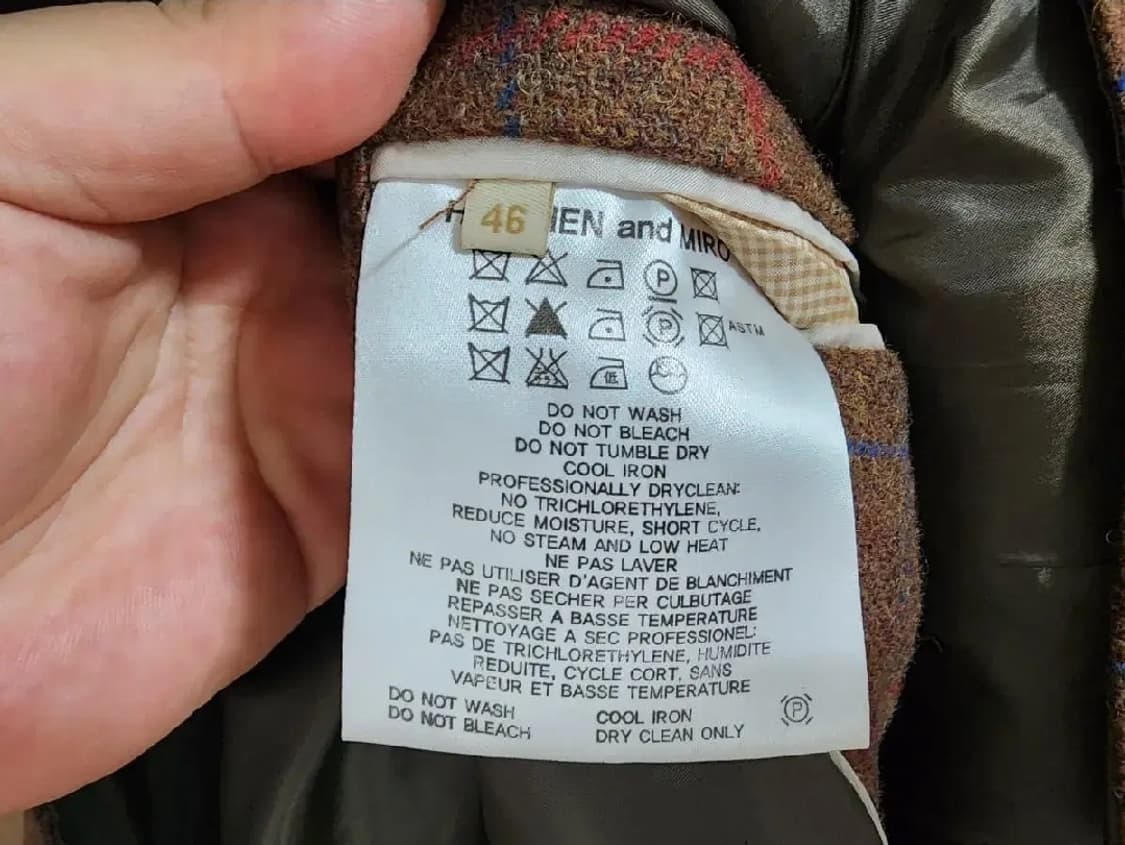 46
and MIRO
P
ASTM
P
低
DO NOT WASH
DO NOT BLEACH
DO NOT TUMBLE DRY
COOL IRON
PROFESSIONALLY DRYCLEAN:
NO TRICHLORETHYLENE,
REDUCE MOISTURE, SHORT CYCLE,
NO STEAM AND LOW HEAT
NE PAS LAVER
NE PAS UTILISER D'AGENT DE BLANCHIMENT
NE PAS SECHER PER CULBUTAGE
REPASSER A BASSE TEMPERATURE
NETTOYAGE A SEC PROFESSIONEL:
PAS DE TRICHLORETHYLENE, HUMIDITE
REDUITE, CYCLE CORT, SANS
VAPEUR ET BASSE TEMPERATURE
DO NOT WASH COOL IRON P
DO NOT BLEACH DRY CLEAN ONLY